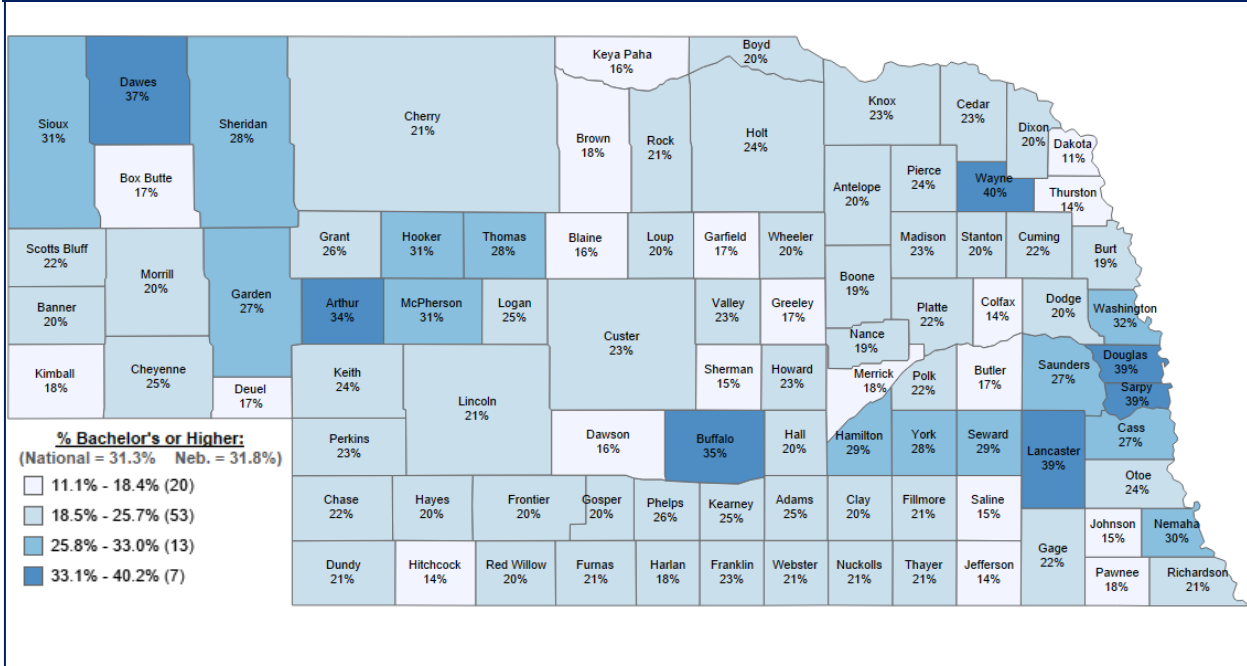 Keya Paha
16%
Boyd
20%
Dawes
37%
Sioux
31%
Sheridan
28%
Cherry
21%
Brown
18%
Rock
21%
Holt
24%
Knox
23%
Cedar
23%
Dixon
20%
Dakota
11%
Box Butte
17%
Antelope
20%
Pierce
24%
Wayne
40%
Thurston
14%
Scotts Bluff
22%
Morrill
20%
Garden
27%
Grant
26%
Hooker
31%
Thomas
28%
Blaine
16%
Loup
20%
Garfield
17%
Wheeler
20%
Madison
23%
Stanton
20%
Cuming
22%
Burt
19%
Banner
20%
Arthur
34%
McPherson
31%
Logan
25%
Custer
23%
Valley
23%
Greeley
17%
Boone
19%
Platte
22%
Colfax
14%
Dodge
20%
Washington
32%
Nance
19%
Kimball
18%
Cheyenne
25%
Deuel
17%
Keith
24%
Lincoln
21%
Sherman
15%
Howard
23%
Merrick
18%
Polk
22%
Butler
17%
Saunders
27%
Douglas
39%
Sarpy
39%
Perkins
23%
Dawson
16%
Buffalo
35%
Hall
20%
Hamilton
29%
York
28%
Seward
29%
Lancaster
39%
Cass
27%
Otoe
24%
Chase
22%
Hayes
20%
Frontier
20%
Gosper
20%
Phelps
26%
Kearney
25%
Adams
25%
Clay
20%
Fillmore
21%
Saline
15%
Gage
22%
Johnson
15%
Nemaha
30%
Dundy
21%
Hitchcock
14%
Red Willow
20%
Furnas
21%
Harlan
18%
Franklin
23%
Webster
21%
Nuckolls
21%
Thayer
21%
Jefferson
14%
Pawnee
18%
Richardson
21%
% Bachelor's or Higher:
(National = 31.3% Neb. = 31.8%)
11.1% - 18.4% (20)
18.5% - 25.7% (53)
25.8% - 33.0% (13)
33.1% - 40.2% (7)